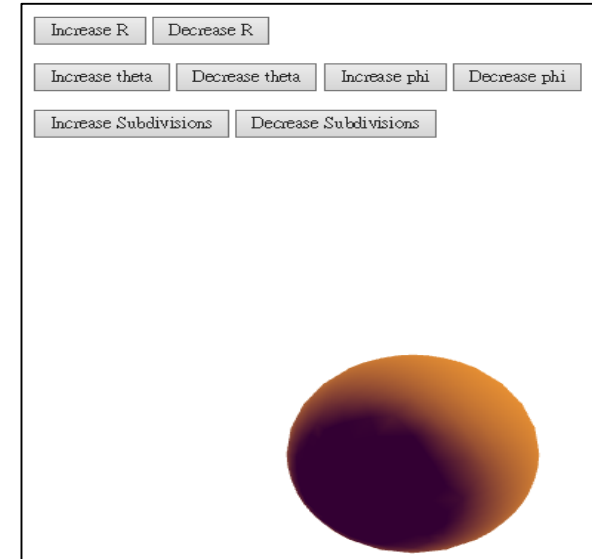 Increase R Decrease R
Increase theta Decrease theta Increase phi Decrease phi
Increase Subdivisions Decrease Subdivisions